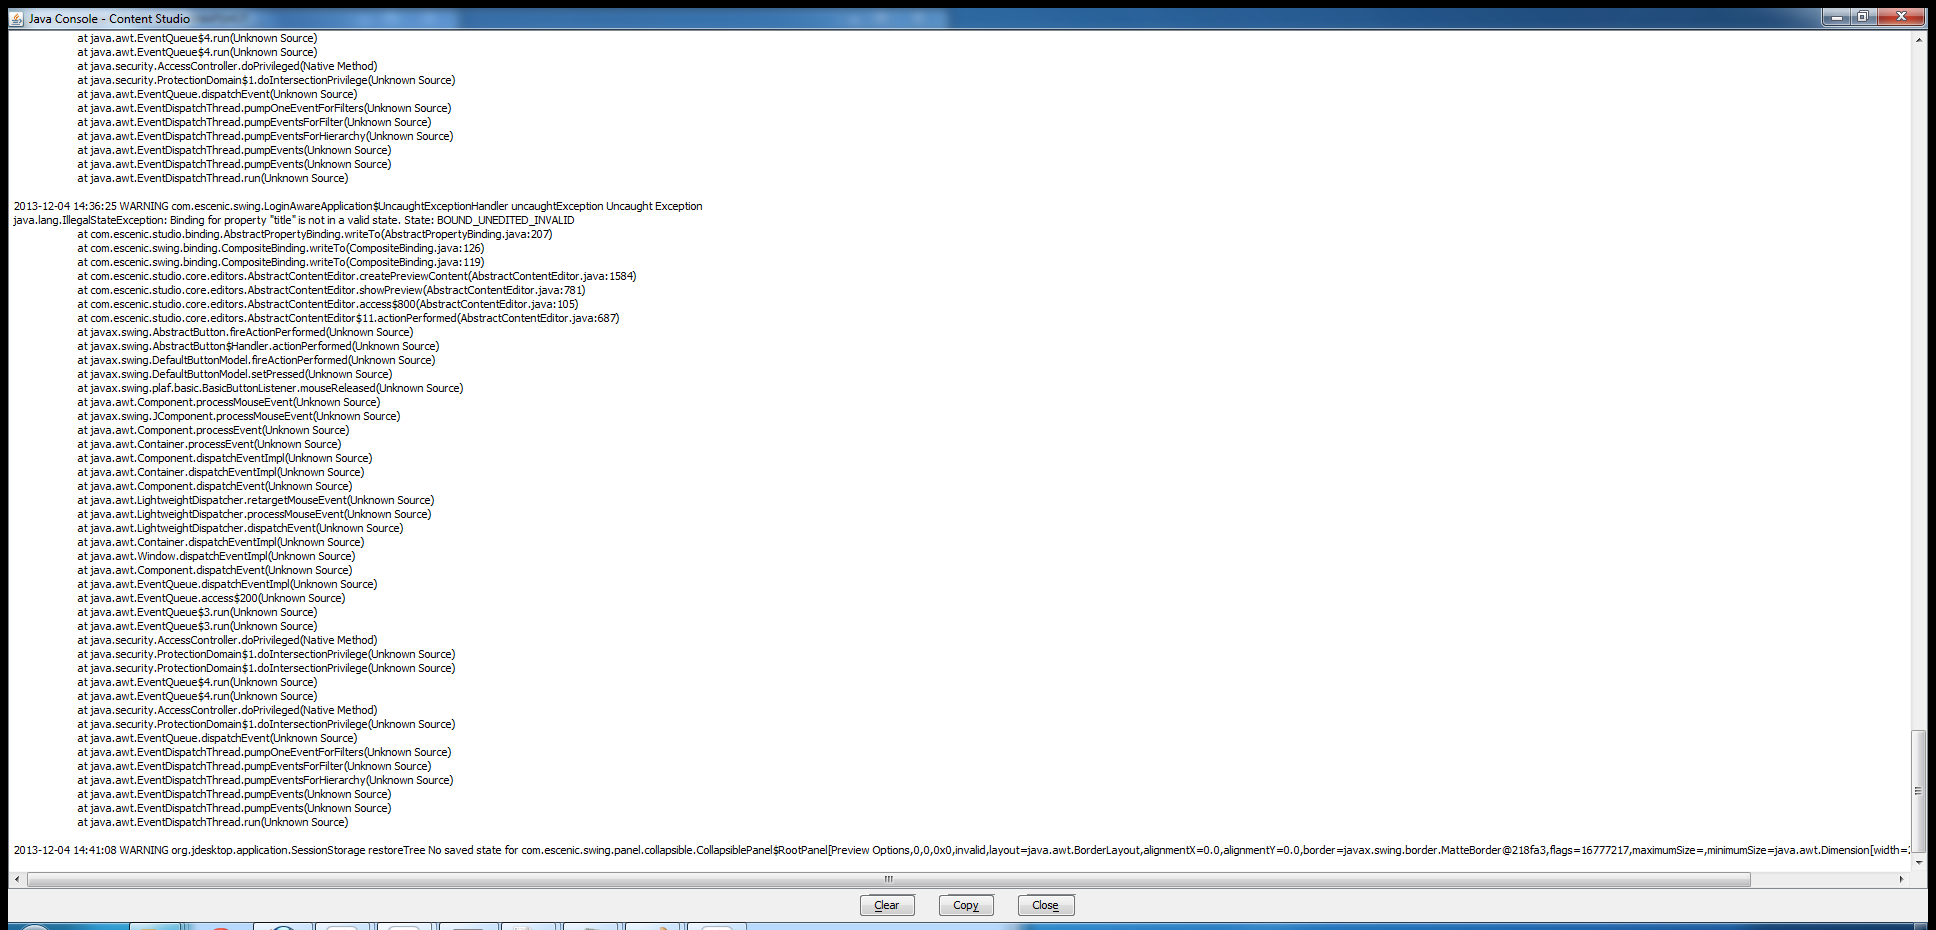 Java Console - Content Studio
at java.awt.EventQueue$4.run(Unknown Source)
at java.awt.EventQueue$4.run(Unknown Source)
at java.security.AccessController.doPrivileged(Native Method)
at java.security.ProtectionDomain$1.doIntersectionPrivilege(Unknown Source)
at java.awt.EventQueue.dispatchEvent(Unknown Source)
at java.awt.EventDispatchThread.pumpOneEventForFilters(Unknown Source)
at java.awt.EventDispatchThread.pumpEventsForFilter(Unknown Source)
at java.awt.EventDispatchThread.pumpEventsForHierarchy(Unknown Source)
at java.awt.EventDispatchThread.pumpEvents(Unknown Source)
at java.awt.EventDispatchThread.pumpEvents(Unknown Source)
at java.awt.EventDispatchThread.run(Unknown Source)
2013-12-04 14:36:25 WARNING com.escenic.swing.LoginAwareApplication$UncaughtExceptionHandler uncaughtException Uncaught Exception
java.lang.IllegalStateException: Binding for property "title" is not in a valid state. State: BOUND_UNEDITED_INVALID
at com.escenic.studio.binding.AbstractPropertyBinding.writeTo(AbstractPropertyBinding.java:207)
at com.escenic.swing.binding.CompositeBinding.writeTo(CompositeBinding.java:126)
at com.escenic.swing.binding.CompositeBinding.writeTo(CompositeBinding.java:119)
at com.escenic.studio.core.editors.AbstractContentEditor.createPreviewContent(AbstractContentEditor.java:1584)
at com.escenic.studio.core.editors.AbstractContentEditor.showPreview(AbstractContentEditor.java:781)
at com.escenic.studio.core.editors.AbstractContentEditor.access$800(AbstractContentEditor.java:105)
at com.escenic.studio.core.editors.AbstractContentEditor$11.actionPerformed(AbstractContentEditor.java:687)
at javax.swing.AbstractButton.fireActionPerformed(Unknown Source)
at javax.swing.AbstractButton$Handler.actionPerformed(Unknown Source)
at javax.swing.DefaultButtonModel.fireActionPerformed(Unknown Source)
at javax.swing.DefaultButtonModel.setPressed(Unknown Source)
at javax.swing.plaf.basic.BasicButtonListener.mouseReleased(Unknown Source)
at java.awt.Component.processMouseEvent(Unknown Source)
at javax.swing.JComponent.processMouseEvent(Unknown Source)
at java.awt.Component.processEvent(Unknown Source)
at java.awt.Container.processEvent(Unknown Source)
at java.awt.Component.dispatchEventImpl(Unknown Source)
at java.awt.Container.dispatchEventImpl(Unknown Source)
at java.awt.Component.dispatchEvent(Unknown Source)
at java.awt.LightweightDispatcher.retargetMouseEvent(Unknown Source)
at java.awt.LightweightDispatcher.processMouseEvent(Unknown Source)
at java.awt.LightweightDispatcher.dispatchEvent(Unknown Source)
at java.awt.Container.dispatchEventImpl(Unknown Source)
at java.awt.Window.dispatchEventImpl(Unknown Source)
at java.awt.Component.dispatchEvent(Unknown Source)
at java.awt.EventQueue.dispatchEventImpl(Unknown Source)
at java.awt.EventQueue.access$200(Unknown Source)
at java.awt.EventQueue$3.run(Unknown Source)
at java.awt.EventQueue$3.run(Unknown Source)
at java.security.AccessController.doPrivileged(Native Method)
at java.security.ProtectionDomain$1.doIntersectionPrivilege(Unknown Source)
at java.security.ProtectionDomain$1.doIntersectionPrivilege(Unknown Source)
at java.awt.EventQueue$4.run(Unknown Source)
at java.awt.EventQueue$4.run(Unknown Source)
at java.security.AccessController.doPrivileged(Native Method)
at java.security.ProtectionDomain$1.doIntersectionPrivilege(Unknown Source)
at java.awt.EventQueue.dispatchEvent(Unknown Source)
at java.awt.EventDispatchThread.pumpOneEventForFilters(Unknown Source)
at java.awt.EventDispatchThread.pumpEventsForFilter(Unknown Source)
at java.awt.EventDispatchThread.pumpEventsForHierarchy(Unknown Source)
at java.awt.EventDispatchThread.pumpEvents(Unknown Source)
at java.awt.EventDispatchThread.pumpEvents(Unknown Source)
at java.awt.EventDispatchThread.run(Unknown Source)
2013-12-04 14:41:08 WARNING org.jdesktop.application.SessionStorage restoreTree No saved state for com.escenic.swing.panel.collapsible.CollapsiblePanel$RootPanel[Preview Options,0,0,0x0,invalid,layout=java.awt.BorderLayout,alignmentX=0.0,alignmentY=0.0,border=javax.swing.border.MatteBorder@218fa3,flags=16777217,maximumSize=,minimumSize=java.awt.Dimension[width=2
Clear Copy Close